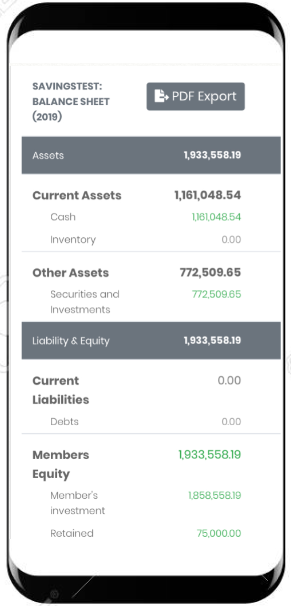 SAVINGSTEST:
BALANCE SHEET
(2019)
PDF Export
Assets 1,933,558.19
Current Assets 1,161,048.54
Cash 1,161,048.54
Inventory 0.00
Other Assets 772,509.65
Securities and 772,509.65
Investments
Liability & Equity 1,933,558.19
Current 0.00
Liabilities
Debts 0.00
Members 1,933,558.19
Equity
Member's 1,858,558.19
investment
Retained 75,000.00